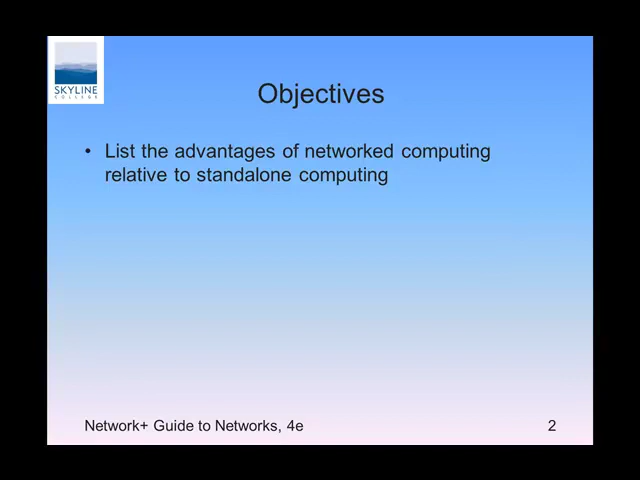 SKYLINE
COLLEGE
Objectives
• List the advantages of networked computing
relative to standalone computing
Network+ Guide to Networks, 4e
2